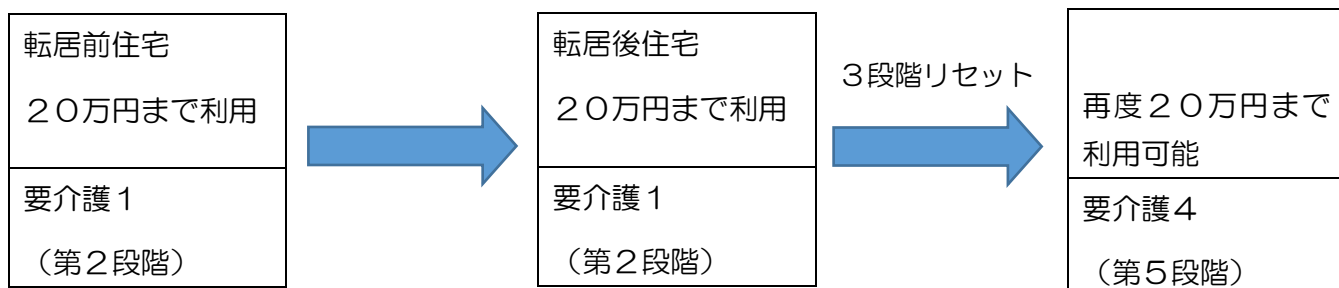 転居前住宅
２０万円まで利用
要介護１
（第２段階）
転居後住宅
２０万円まで利用
要介護１
（第２段階）
３段階リセット
再度２０万円まで
利用可能
要介護４
（第５段階）